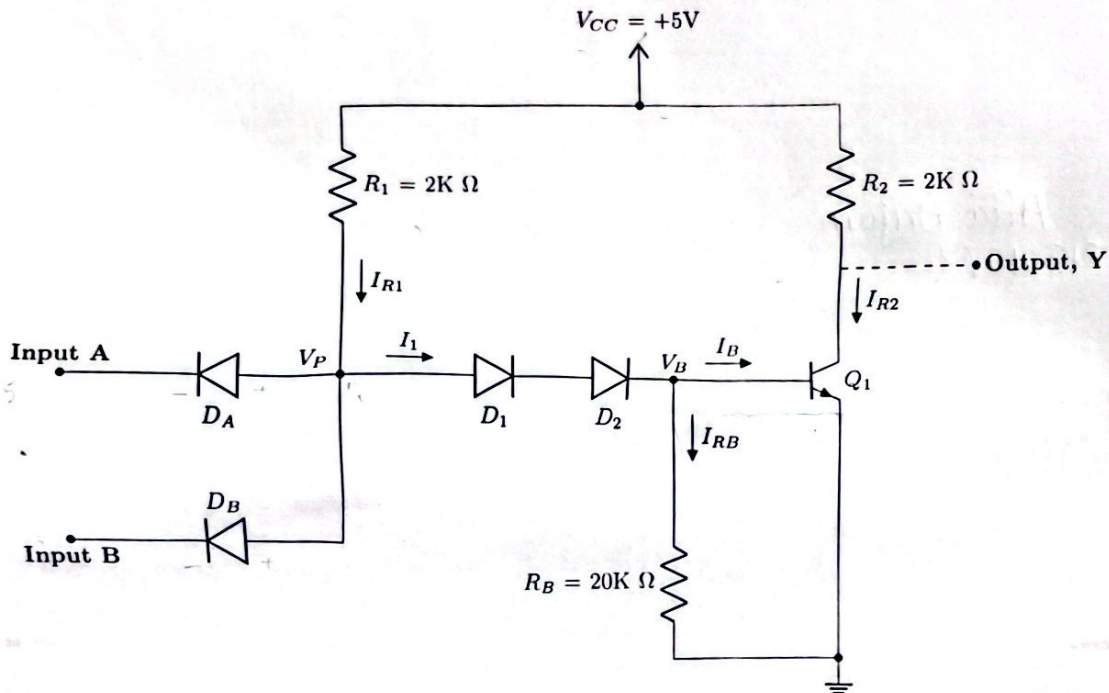 V_CC = +5V
R_1 = 2K Ω
R_2 = 2K Ω
Output, Y
I_R1
I_R2
Input A
V_P
I_1
V_B
I_B
Q_1
D_A
D_1
D_2
I_RB
D_B
Input B
R_B = 20K Ω